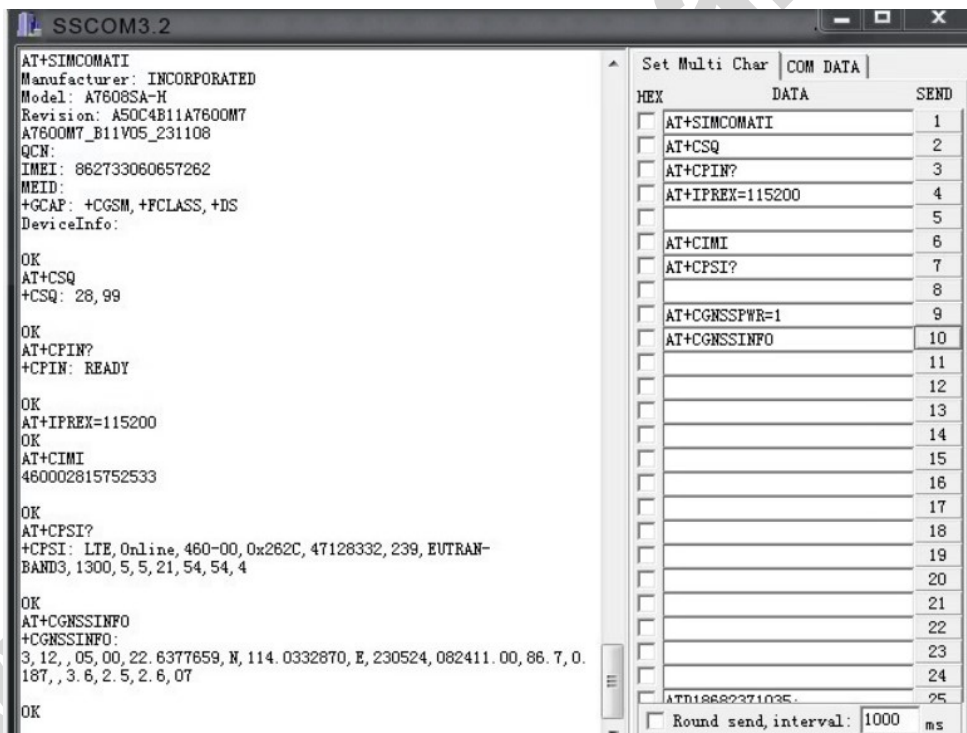 SSCOM3.2
AT+SIMCOMATI
Manufacturer: INCORPORATED
Model: A7608SA-H
Revision: A50C4B11A7600M7
A7600M7_B11V05_231108
QCN:
IMEI: 862733060657262
MEID:
+GCAP: +CGSM,+FCLASS,+DS
DeviceInfo:
OK
AT+CSQ
+CSQ: 28,99
OK
AT+CPIN?
+CPIN: READY
OK
AT+IPREX=115200
OK
AT+CIMI
460002815752533
OK
AT+CPSI?
+CPSI: LTE,Online,460-00,0x262C,47128332,239,EUTRAN-
BAND3,1300,5,5,21,54,54,4
OK
AT+CGNSSINFO
+CGNSSINFO:
3,12,,05,00,22.6377659,N,114.0332870,E,230524,082411.00,86.7,0.
187,,3.6,2.5,2.6,07
OK
Set Multi Char COM DATA
HEX DATA SEND
AT+SIMCOMATI 1
AT+CSQ 2
AT+CPIN? 3
AT+IPREX=115200 4
5
AT+CIMI 6
AT+CPSI? 7
8
AT+CGNSSPWR=1 9
AT+CGNSSINFO 10
11
12
13
14
15
16
17
18
19
20
21
22
23
24
ATD18682371035; 25
Round send,interval: 1000 ms